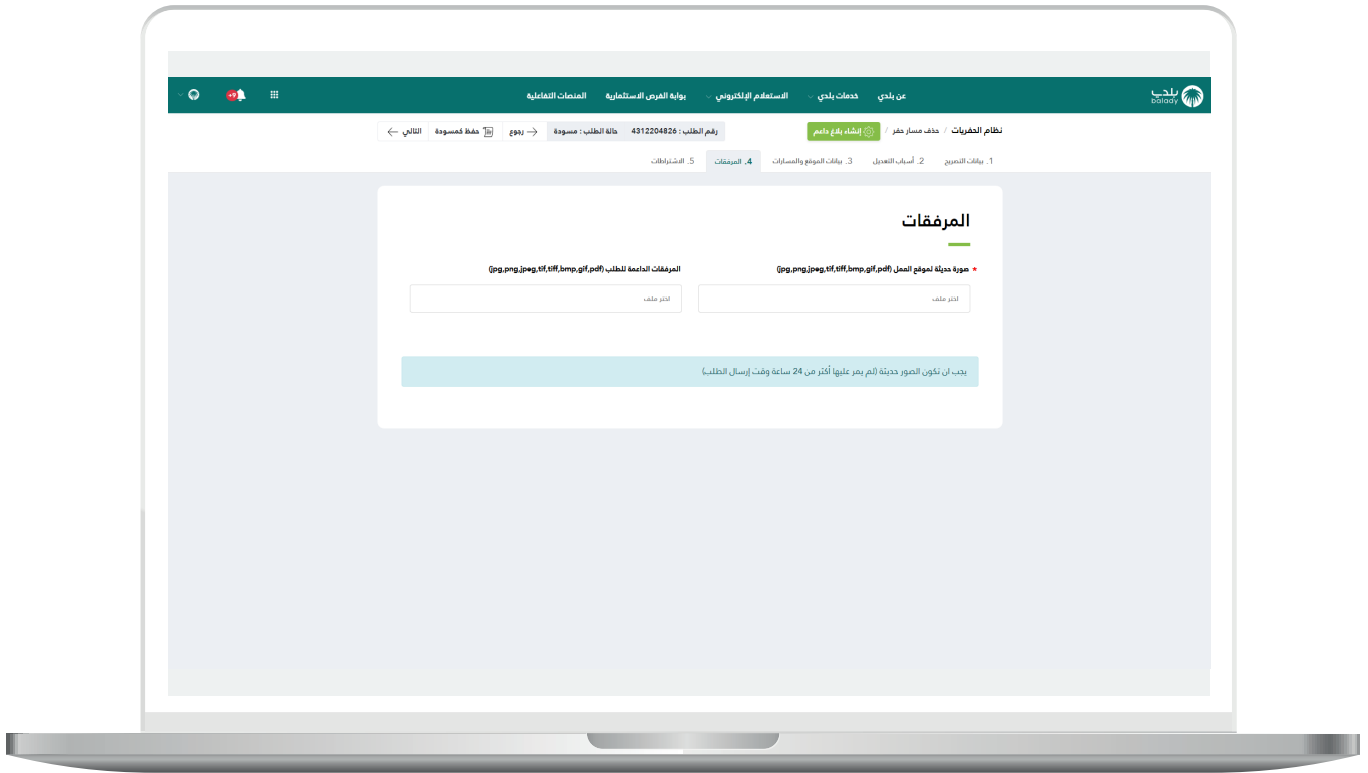 بلدي
balady
عن بلدي
خدمات بلدي
الاستعلام الإلكتروني
بوابة الفرص الاستثمارية
المنصات التفاعلية
+9
نظام الحفريات / حذف مسار حفر /
إنشاء بلاغ داعم
رقم الطلب : 4312204826
حالة الطلب : مسودة
رجوع
حفظ كمسودة
التالي
1. بيانات التصريح
2. أسباب التعديل
3. بيانات الموقع والمسارات
4. المرفقات
5. الاشتراطات
المرفقات
* صورة حديثة لموقع العمل (jpg,png,jpeg,tif,tiff,bmp,gif,pdf)
اختر ملف
المرفقات الداعمة للطلب (jpg,png,jpeg,tif,tiff,bmp,gif,pdf)
اختر ملف
يجب ان تكون الصور حديثة (لم يمر عليها أكثر من 24 ساعة وقت إرسال الطلب)